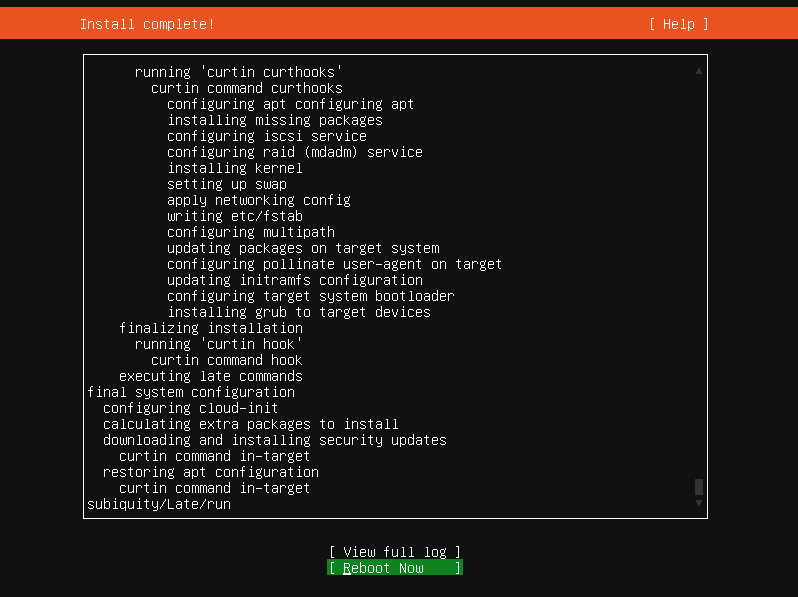 Install complete! [ Help ]
running 'curtin curthooks'
curtin command curthooks
configuring apt configuring apt
installing missing packages
configuring iscsi service
configuring raid (mdadm) service
installing kernel
setting up swap
apply networking config
writing etc/fstab
configuring multipath
updating packages on target system
configuring pollinate user-agent on target
updating initramfs configuration
configuring target system bootloader
installing grub to target devices
finalizing installation
running 'curtin hook'
curtin command hook
executing late commands
final system configuration
configuring cloud-init
calculating extra packages to install
downloading and installing security updates
curtin command in-target
restoring apt configuration
curtin command in-target
subiquity/Late/run
[ View full log ]
[ Reboot Now ]